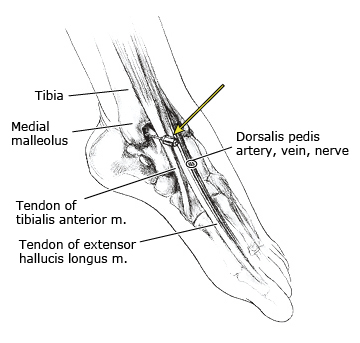 Tibia
Medial
malleolus
Dorsalis pedis
artery, vein, nerve
Tendon of
tibialis anterior m.
Tendon of extensor
hallucis longus m.